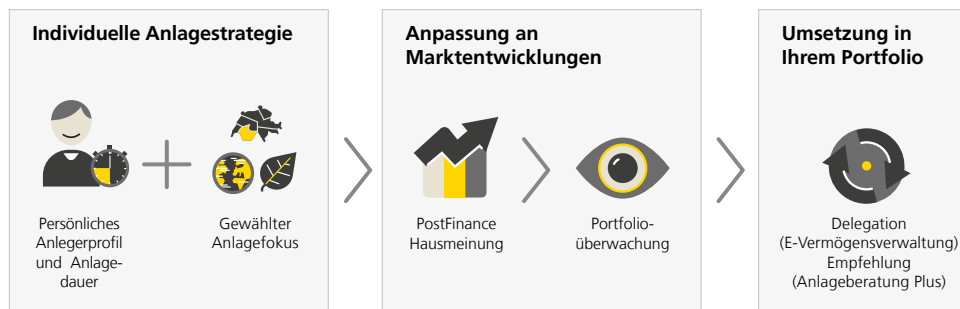 Individuelle Anlagestrategie
Persönliches
Anlegerprofil
und Anlage-
dauer
Gewählter
Anlagefokus
Anpassung an
Marktentwicklungen
PostFinance
Hausmeinung
Portfolio-
überwachung
Umsetzung in
Ihrem Portfolio
Delegation
(E-Vermögensverwaltung)
Empfehlung
(Anlageberatung Plus)